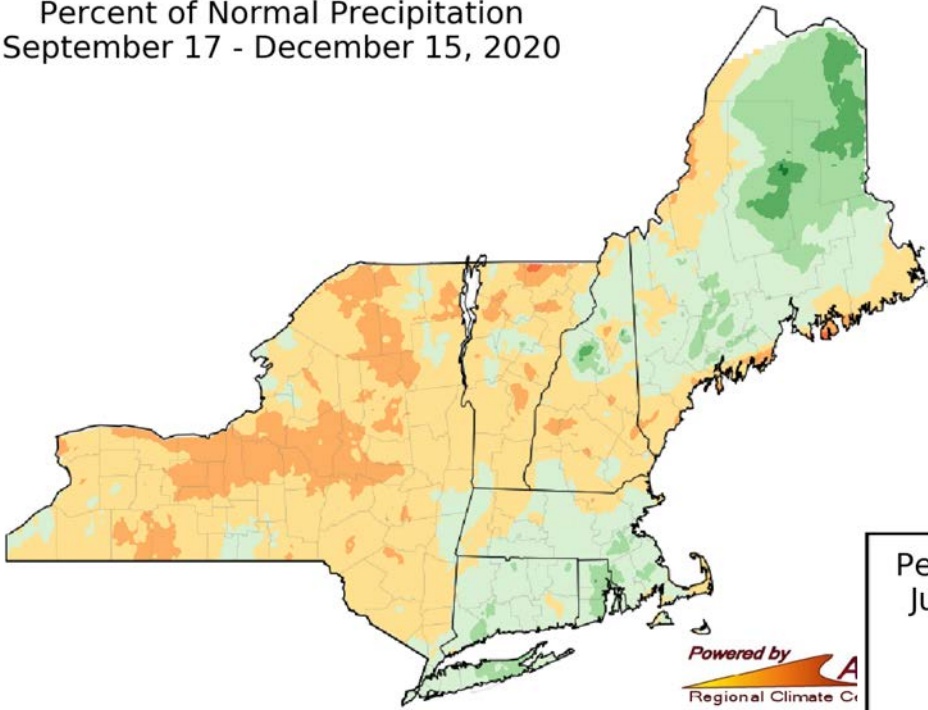 Percent of Normal Precipitation
September 17 - December 15, 2020
Powered by
Regional Climate